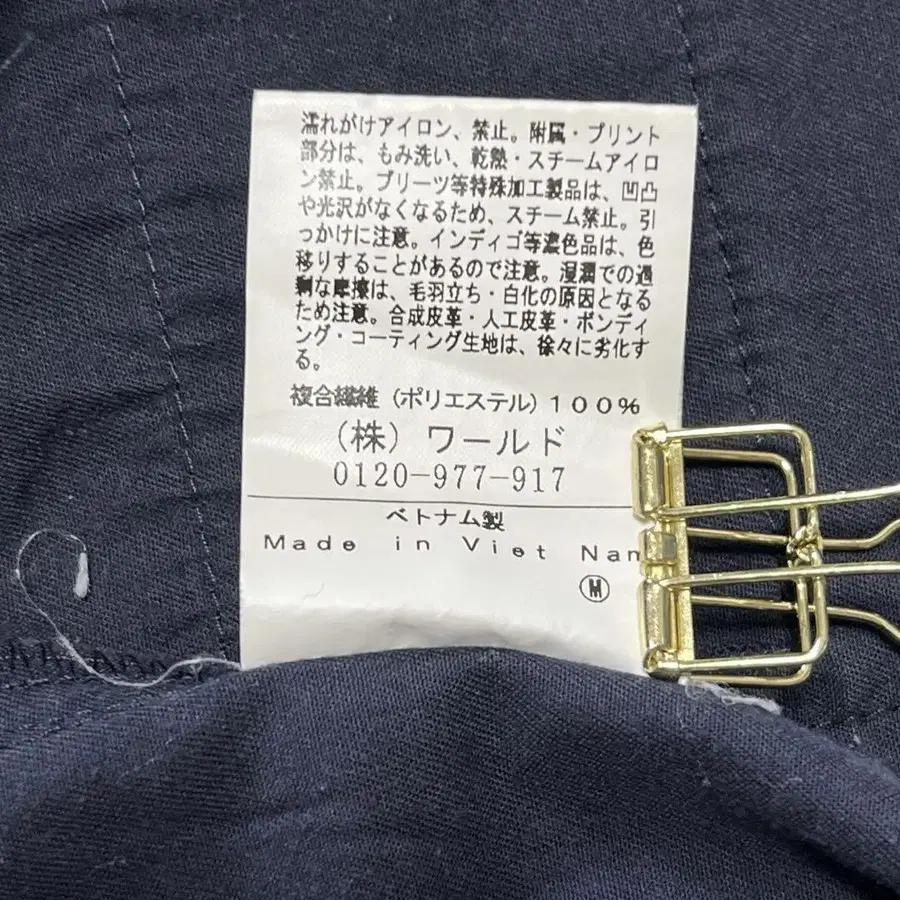 濡れがけアイロン、禁止。附属・プリント
部分は、もみ洗い、乾熱・スチームアイロ
ン禁止。プリーツ等特殊加工製品は、凹凸
や光沢がなくなるため、スチーム禁止。引
っかけに注意。インディゴ等濃色品は、色
移りすることがあるので注意。湿潤での過
剰な摩擦は、毛羽立ち・白化の原因となる
ため注意。合成皮革・人工皮革・ボンディ
ング・コーティング生地は、徐々に劣化す
る。
複合繊維（ポリエステル）１００％
（株）ワールド
0120-977-917
ベトナム製
Made in Viet Nam
M